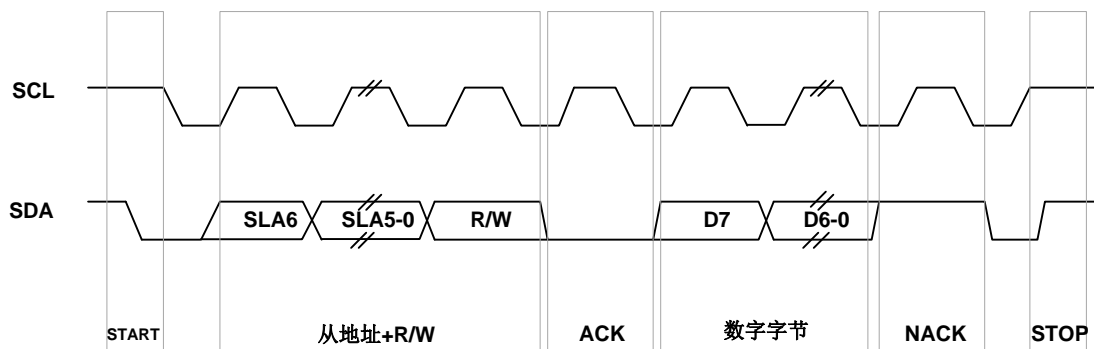 SCL
SDA
SLA6 SLA5-0 R/W D7 D6-0
START 从地址+R/W ACK 数字字节 NACK STOP